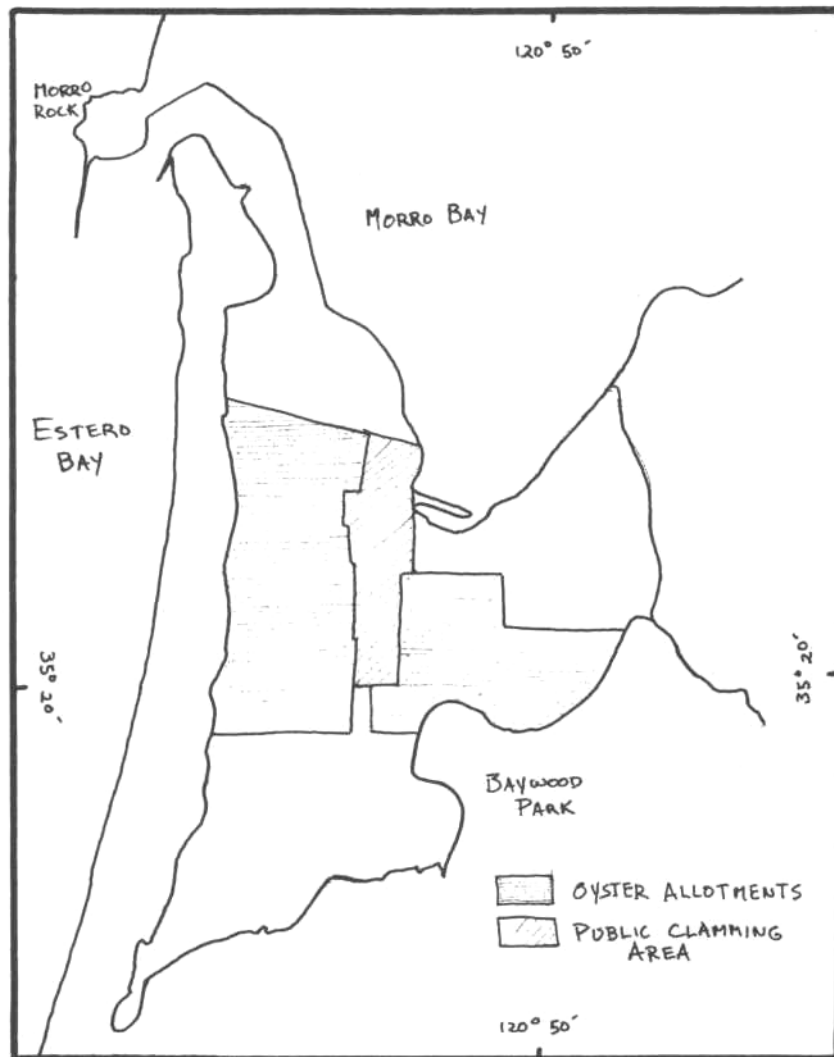 120° 50′
MORRO
ROCK
MORRO BAY
ESTERO
BAY
35° 20′
35° 20′
BAYWOOD
PARK
OYSTER ALLOTMENTS
PUBLIC CLAMMING
AREA
120° 50′